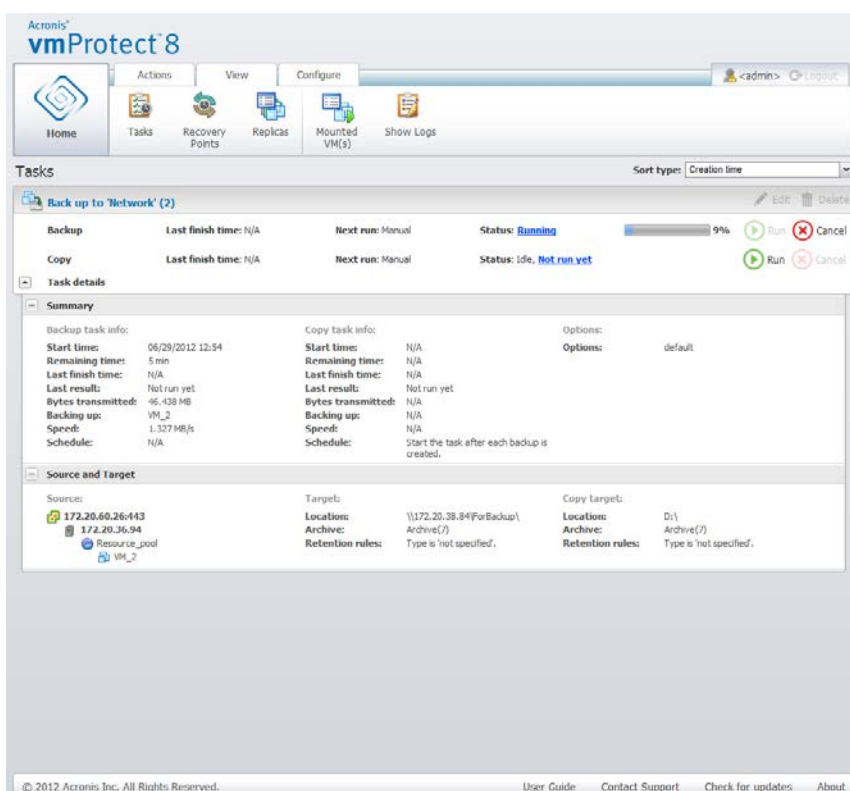 Acronis®
vmProtect™8
Actions View Configure
<admin> Logout
Home
Tasks
Recovery Points
Replicas
Mounted VM(s)
Show Logs
Tasks
Sort type: Creation time
Back up to 'Network' (2)
Edit Delete
Backup Last finish time: N/A Next run: Manual Status: Running 9% Run Cancel
Copy Last finish time: N/A Next run: Manual Status: Idle, Not run yet Run Cancel
Task details
Summary
Backup task info: Copy task info: Options:
Start time: 06/29/2012 12:54 Start time: N/A Options: default
Remaining time: 5 min Remaining time: N/A
Last finish time: N/A Last finish time: N/A
Last result: Not run yet Last result: Not run yet
Bytes transmitted: 46.438 MB Bytes transmitted: N/A
Backing up: VM_2 Backing up: N/A
Speed: 1.327 MB/s Speed: N/A
Schedule: N/A Schedule: Start the task after each backup is
created.
Source and Target
Source: Target: Copy target:
172.20.60.26:443 Location: \\172.20.38.84\ForBackup\ Location: D:\
172.20.36.94 Archive: Archive(7) Archive: Archive(7)
Resource_pool Retention rules: Type is 'not specified'. Retention rules: Type is 'not specified'.
VM_2
© 2012 Acronis Inc. All Rights Reserved. User Guide Contact Support Check for updates About